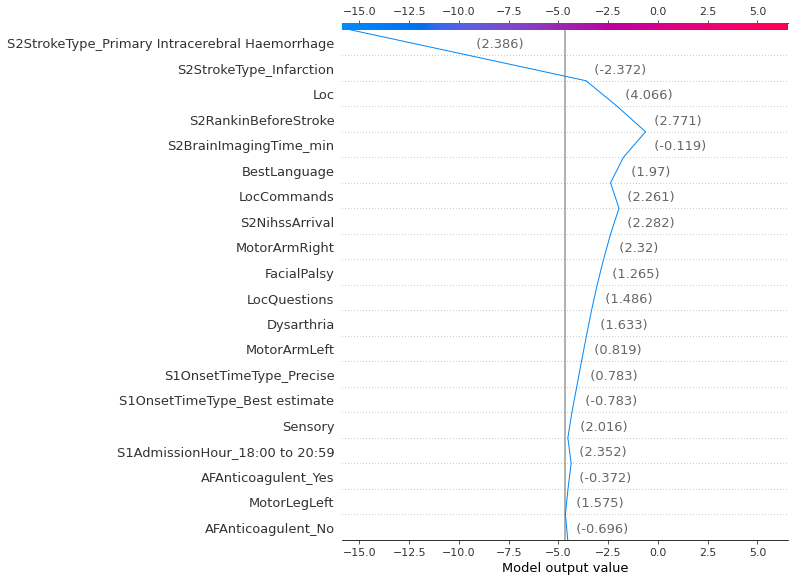 −15.0 −12.5 −10.0 −7.5 −5.0 −2.5 0.0 2.5 5.0
S2StrokeType_Primary Intracerebral Haemorrhage (2.386)
S2StrokeType_Infarction (-2.372)
Loc (4.066)
S2RankinBeforeStroke (2.771)
S2BrainImagingTime_min (-0.119)
BestLanguage (1.97)
LocCommands (2.261)
S2NihssArrival (2.282)
MotorArmRight (2.32)
FacialPalsy (1.265)
LocQuestions (1.486)
Dysarthria (1.633)
MotorArmLeft (0.819)
S1OnsetTimeType_Precise (0.783)
S1OnsetTimeType_Best estimate (-0.783)
Sensory (2.016)
S1AdmissionHour_18:00 to 20:59 (2.352)
AFAnticoagulent_Yes (-0.372)
MotorLegLeft (1.575)
AFAnticoagulent_No (-0.696)
−15.0 −12.5 −10.0 −7.5 −5.0 −2.5 0.0 2.5 5.0
Model output value